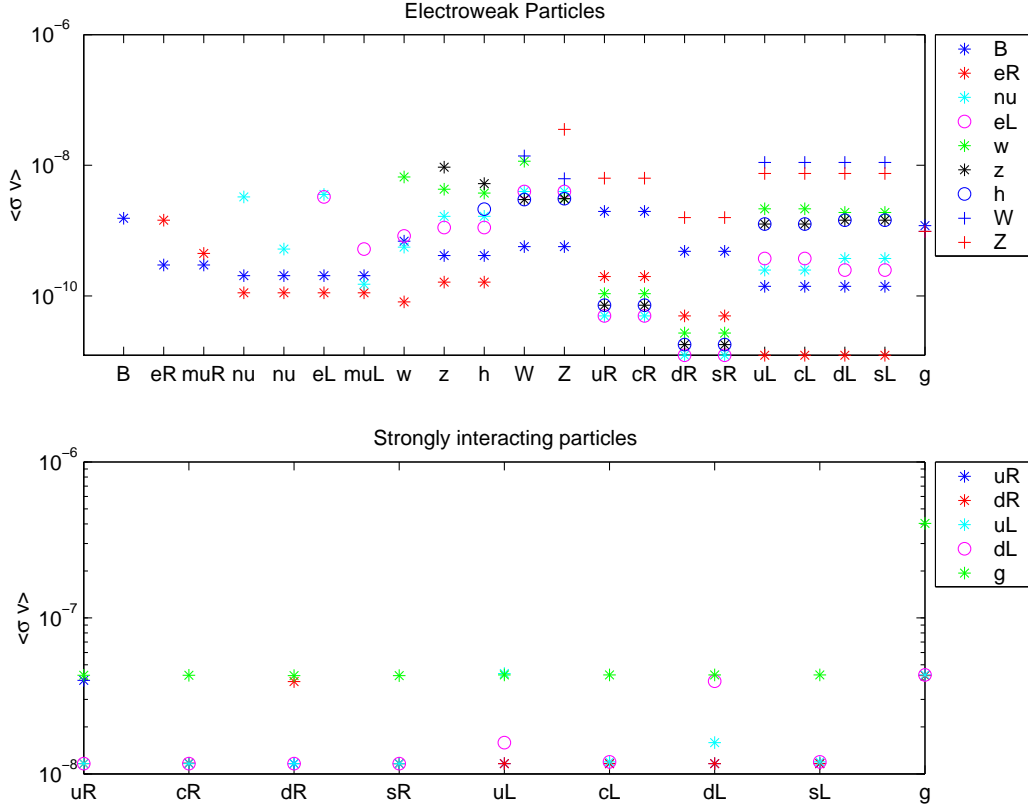 Electroweak Particles
<σ v>
10^-6
10^-8
10^-10
B eR muR nu nu eL muL w z h W Z uR cR dR sR uL cL dL sL g
B
eR
nu
eL
w
z
h
W
Z
Strongly interacting particles
<σ v>
10^-6
10^-7
10^-8
uR cR dR sR uL cL dL sL g
uR
dR
uL
dL
g